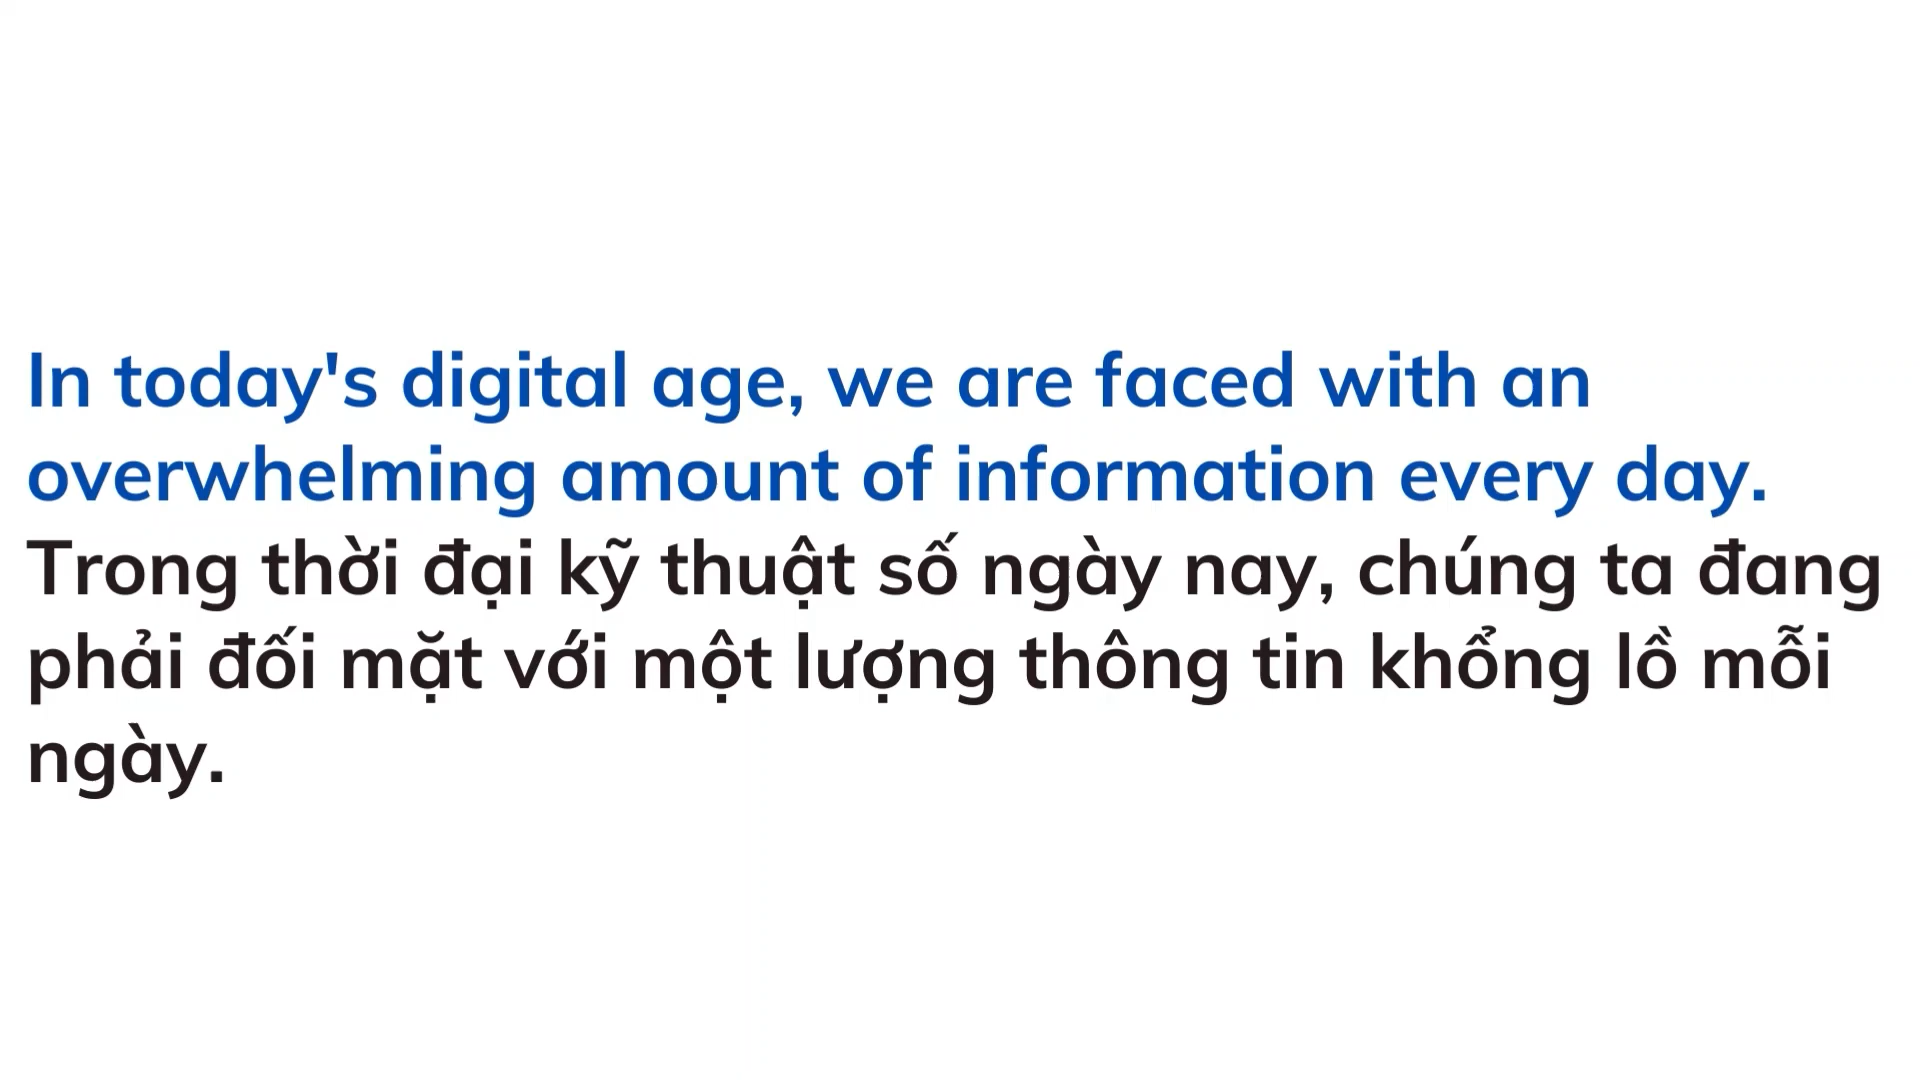 In today's digital age, we are faced with an
overwhelming amount of information every day.
Trong thời đại kỹ thuật số ngày nay, chúng ta đang
phải đối mặt với một lượng thông tin khổng lồ mỗi
ngày.